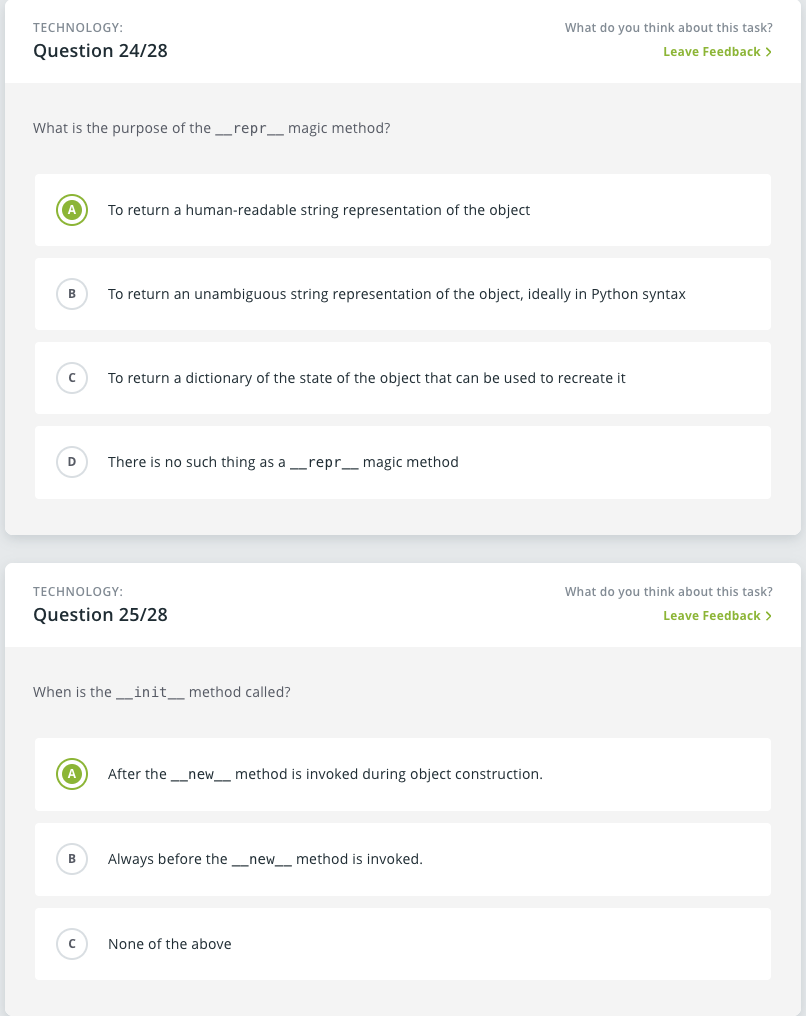 TECHNOLOGY:
What do you think about this task?
Question 24/28
Leave Feedback >
What is the purpose of the __repr__ magic method?
A To return a human-readable string representation of the object
B To return an unambiguous string representation of the object, ideally in Python syntax
C To return a dictionary of the state of the object that can be used to recreate it
D There is no such thing as a __repr__ magic method
TECHNOLOGY:
What do you think about this task?
Question 25/28
Leave Feedback >
When is the __init__ method called?
A After the __new__ method is invoked during object construction.
B Always before the __new__ method is invoked.
C None of the above